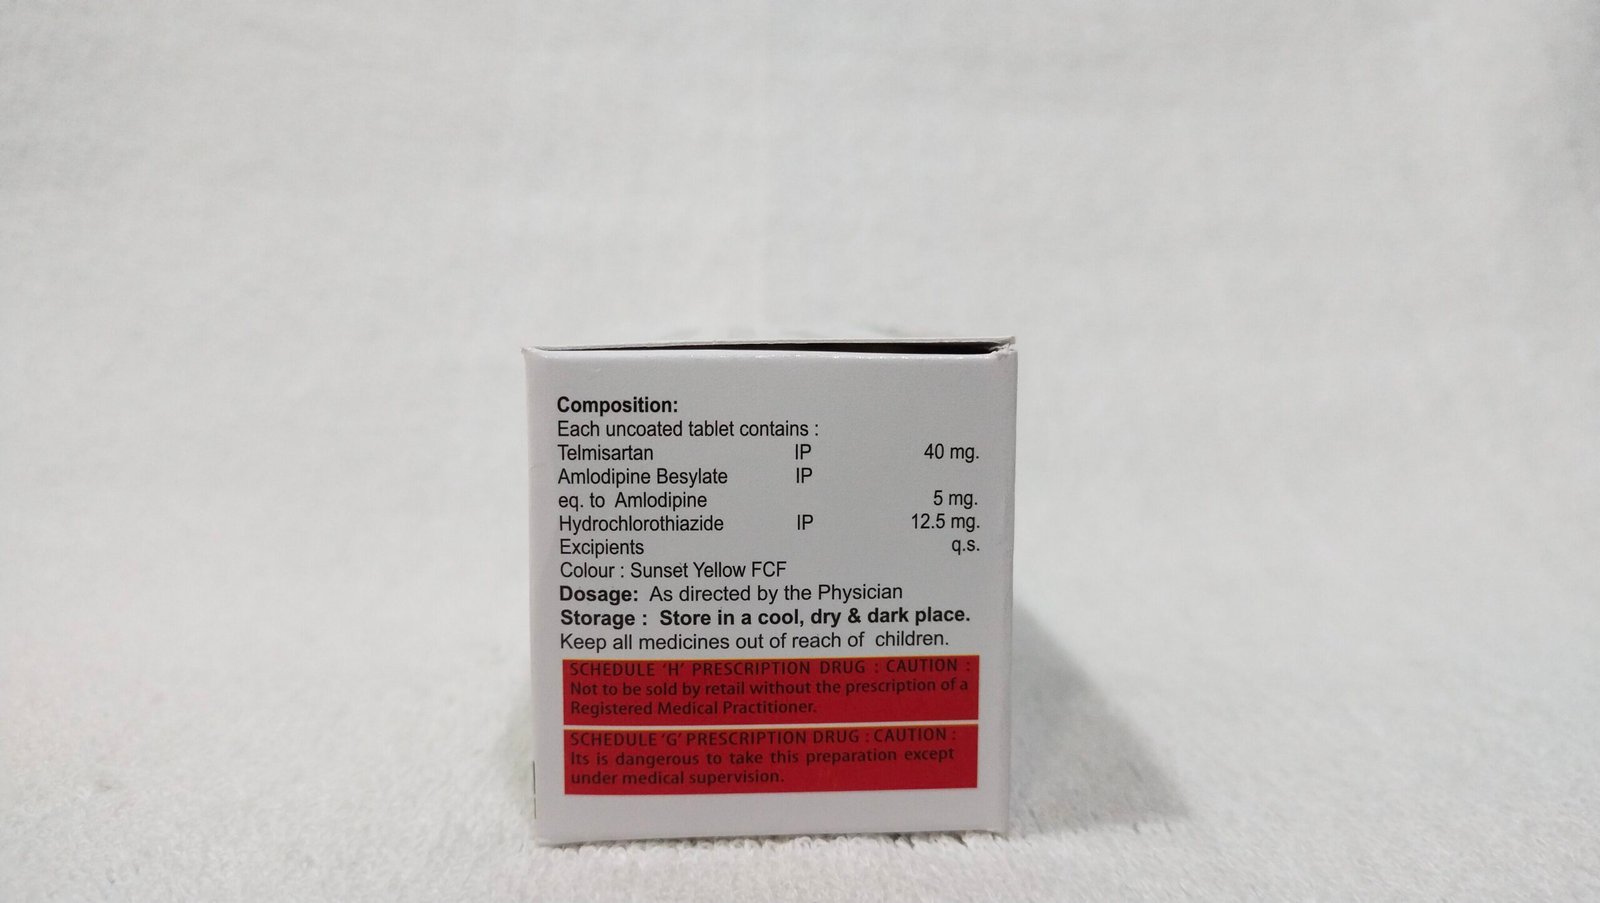 Composition:
Each uncoated tablet contains :
Telmisartan IP 40 mg.
Amlodipine Besylate IP
eq. to Amlodipine 5 mg.
Hydrochlorothiazide IP 12.5 mg.
Excipients q.s.
Colour : Sunset Yellow FCF
Dosage: As directed by the Physician
Storage : Store in a cool, dry & dark place.
Keep all medicines out of reach of children.
SCHEDULE 'H' PRESCRIPTION DRUG : CAUTION :
Not to be sold by retail without the prescription of a
Registered Medical Practitioner.
SCHEDULE 'G' PRESCRIPTION DRUG : CAUTION :
Its is dangerous to take this preparation except
under medical supervision.